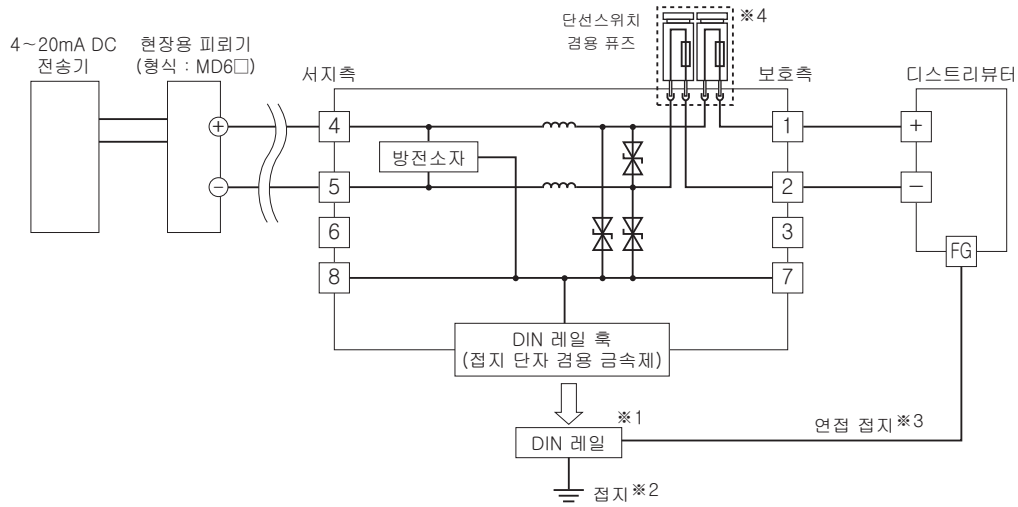 4~20mA DC
전송기
현장용 피뢰기
(형식 : MD6□)
서지측
단선스위치
겸용 퓨즈
※4
보호측
디스트리뷰터
+
−
4
5
6
8
방전소자
1
2
3
7
+
−
FG
DIN 레일 훅
(접지 단자 겸용 금속제)
※1
DIN 레일
연접 접지※3
접지※2